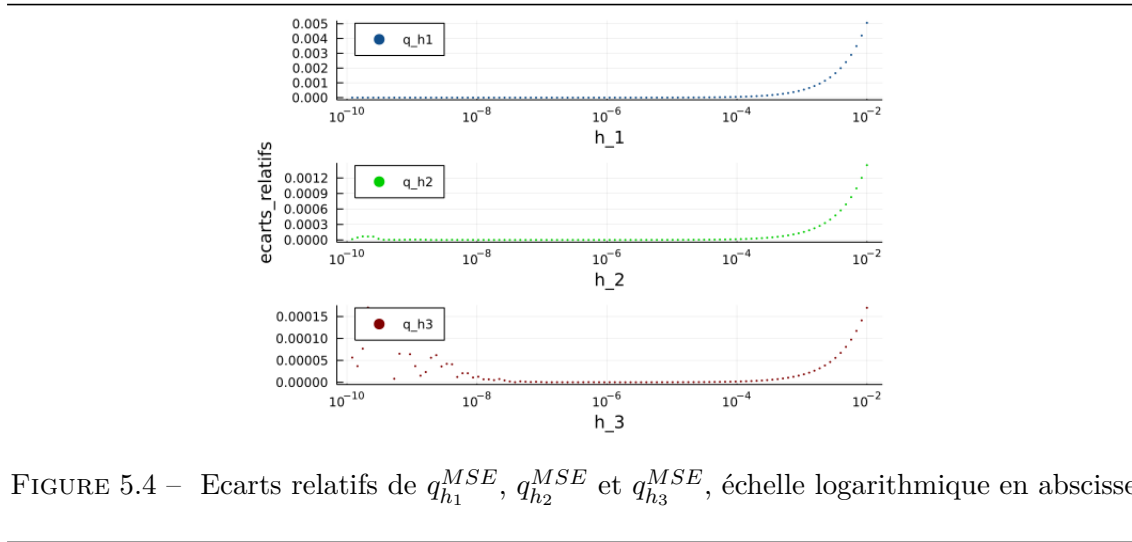 0.005
q_h1
0.004
0.003
0.002
0.001
0.000
10⁻¹⁰ 10⁻⁸ 10⁻⁶ 10⁻⁴ 10⁻²
h_1
ecarts_relatifs
q_h2
0.0012
0.0009
0.0006
0.0003
0.0000
10⁻¹⁰ 10⁻⁸ 10⁻⁶ 10⁻⁴ 10⁻²
h_2
0.00015
q_h3
0.00010
0.00005
0.00000
10⁻¹⁰ 10⁻⁸ 10⁻⁶ 10⁻⁴ 10⁻²
h_3
FIGURE 5.4 – Ecarts relatifs de $q_{h_1}^{MSE}$, $q_{h_2}^{MSE}$ et $q_{h_3}^{MSE}$, échelle logarithmique en abscisse